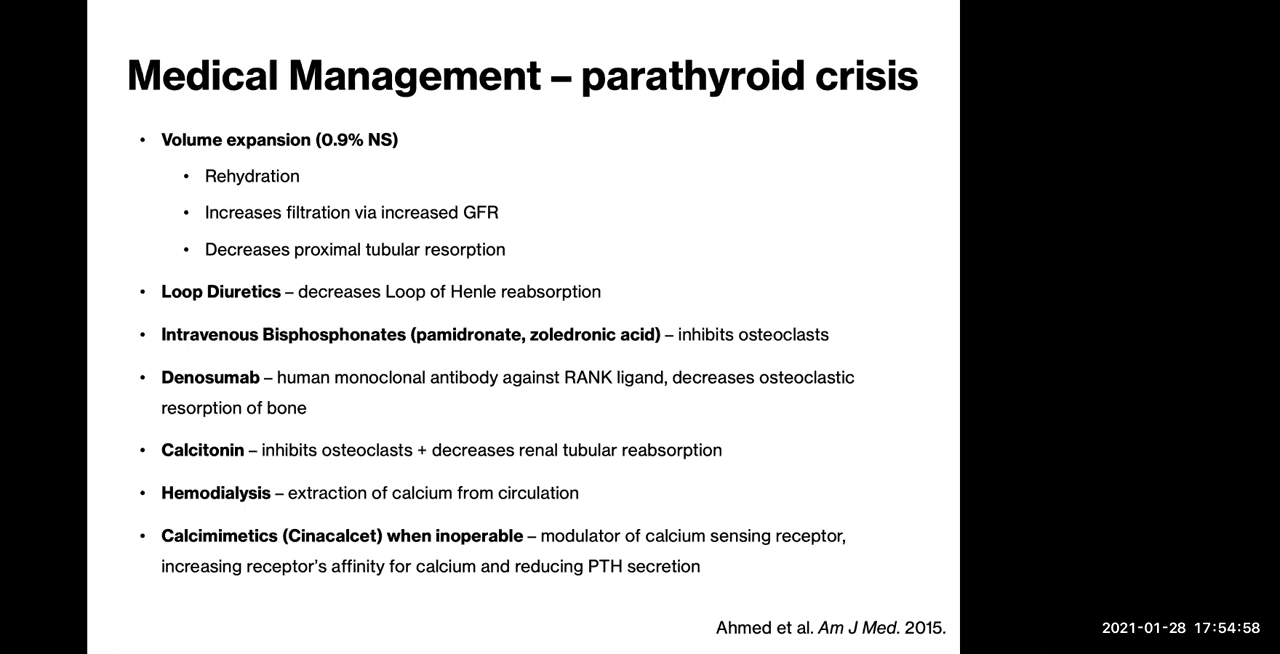 Medical Management – parathyroid crisis
• Volume expansion (0.9% NS)
• Rehydration
• Increases filtration via increased GFR
• Decreases proximal tubular resorption
• Loop Diuretics – decreases Loop of Henle reabsorption
• Intravenous Bisphosphonates (pamidronate, zoledronic acid) – inhibits osteoclasts
• Denosumab – human monoclonal antibody against RANK ligand, decreases osteoclastic
resorption of bone
• Calcitonin – inhibits osteoclasts + decreases renal tubular reabsorption
• Hemodialysis – extraction of calcium from circulation
• Calcimimetics (Cinacalcet) when inoperable – modulator of calcium sensing receptor,
increasing receptor's affinity for calcium and reducing PTH secretion
Ahmed et al. Am J Med. 2015.
2021-01-28 17:54:58